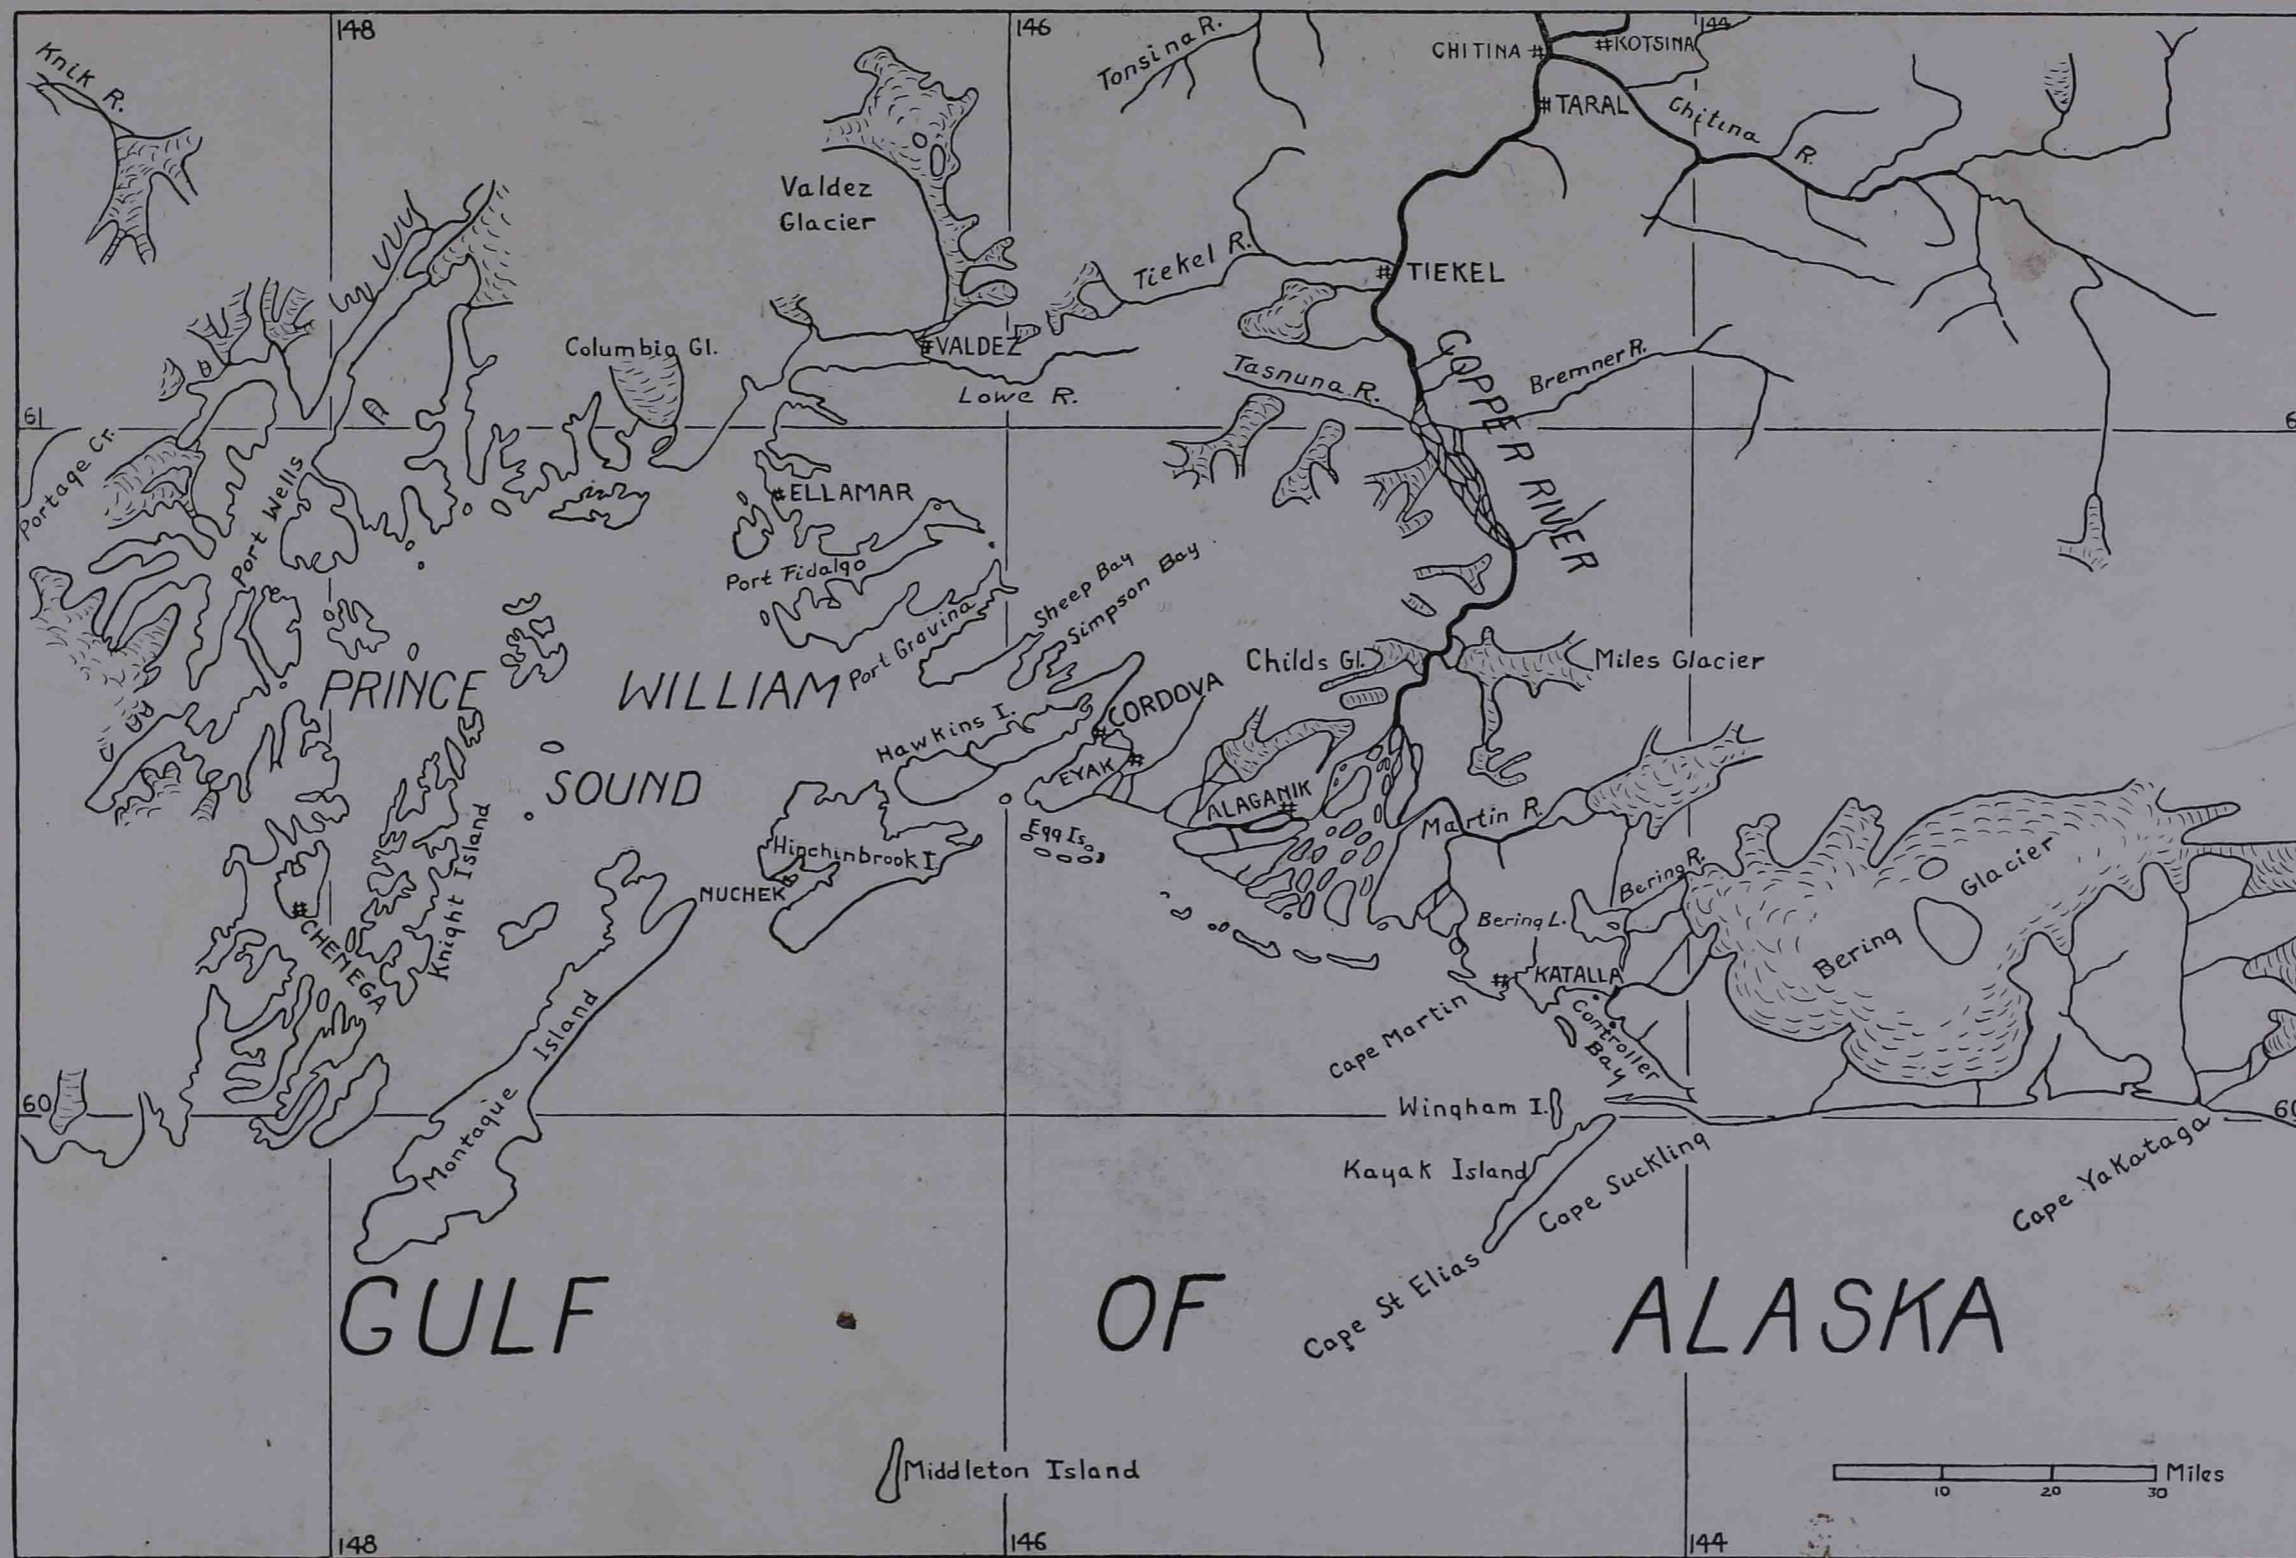 148
146
144
Knik R.
Tonsina R.
CHITINA
KOTSINA
TARAL
Chitina R.
Valdez
Glacier
Tiekel R.
TIEKEL
Columbia Gl.
VALDEZ
Lowe R.
Tasnuna R.
COPPER RIVER
Bremner R.
61
6
Portage Cr.
Port Wells
ELLAMAR
Port Fidalgo
Port Gravina
Sheep Bay
Simpson Bay
Childs Gl.
Miles Glacier
PRINCE WILLIAM
SOUND
Hawkins I.
CORDOVA
EYAK
ALAGANIK
Martin R.
Egg Is.
Hinchinbrook I.
NUCHEK
Knight Island
CHENEGA
Bering R.
Bering L.
Bering Glacier
KATALLA
Controller
Bay
Cape Martin
Montague Island
60
60
Wingham I.
Kayak Island
Cape Suckling
Cape Yakataga
Cape St Elias
GULF OF ALASKA
Middleton Island
Miles
10 20 30
148
146
144